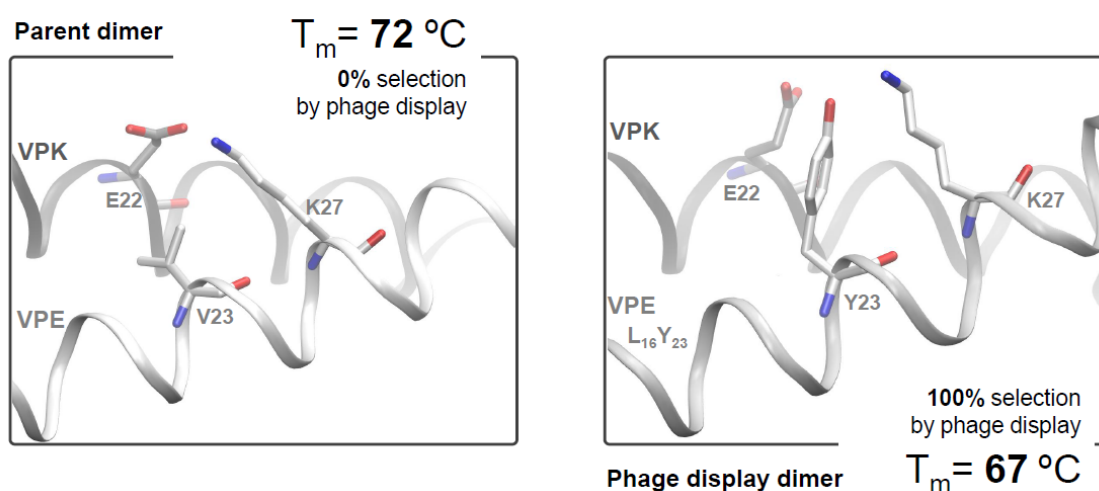 Parent dimer
Tm= 72 ºC
0% selection
by phage display
VPK
E22
K27
V23
VPE
VPK
E22
K27
Y23
VPE
L16Y23
100% selection
by phage display
Phage display dimer
Tm= 67 ºC